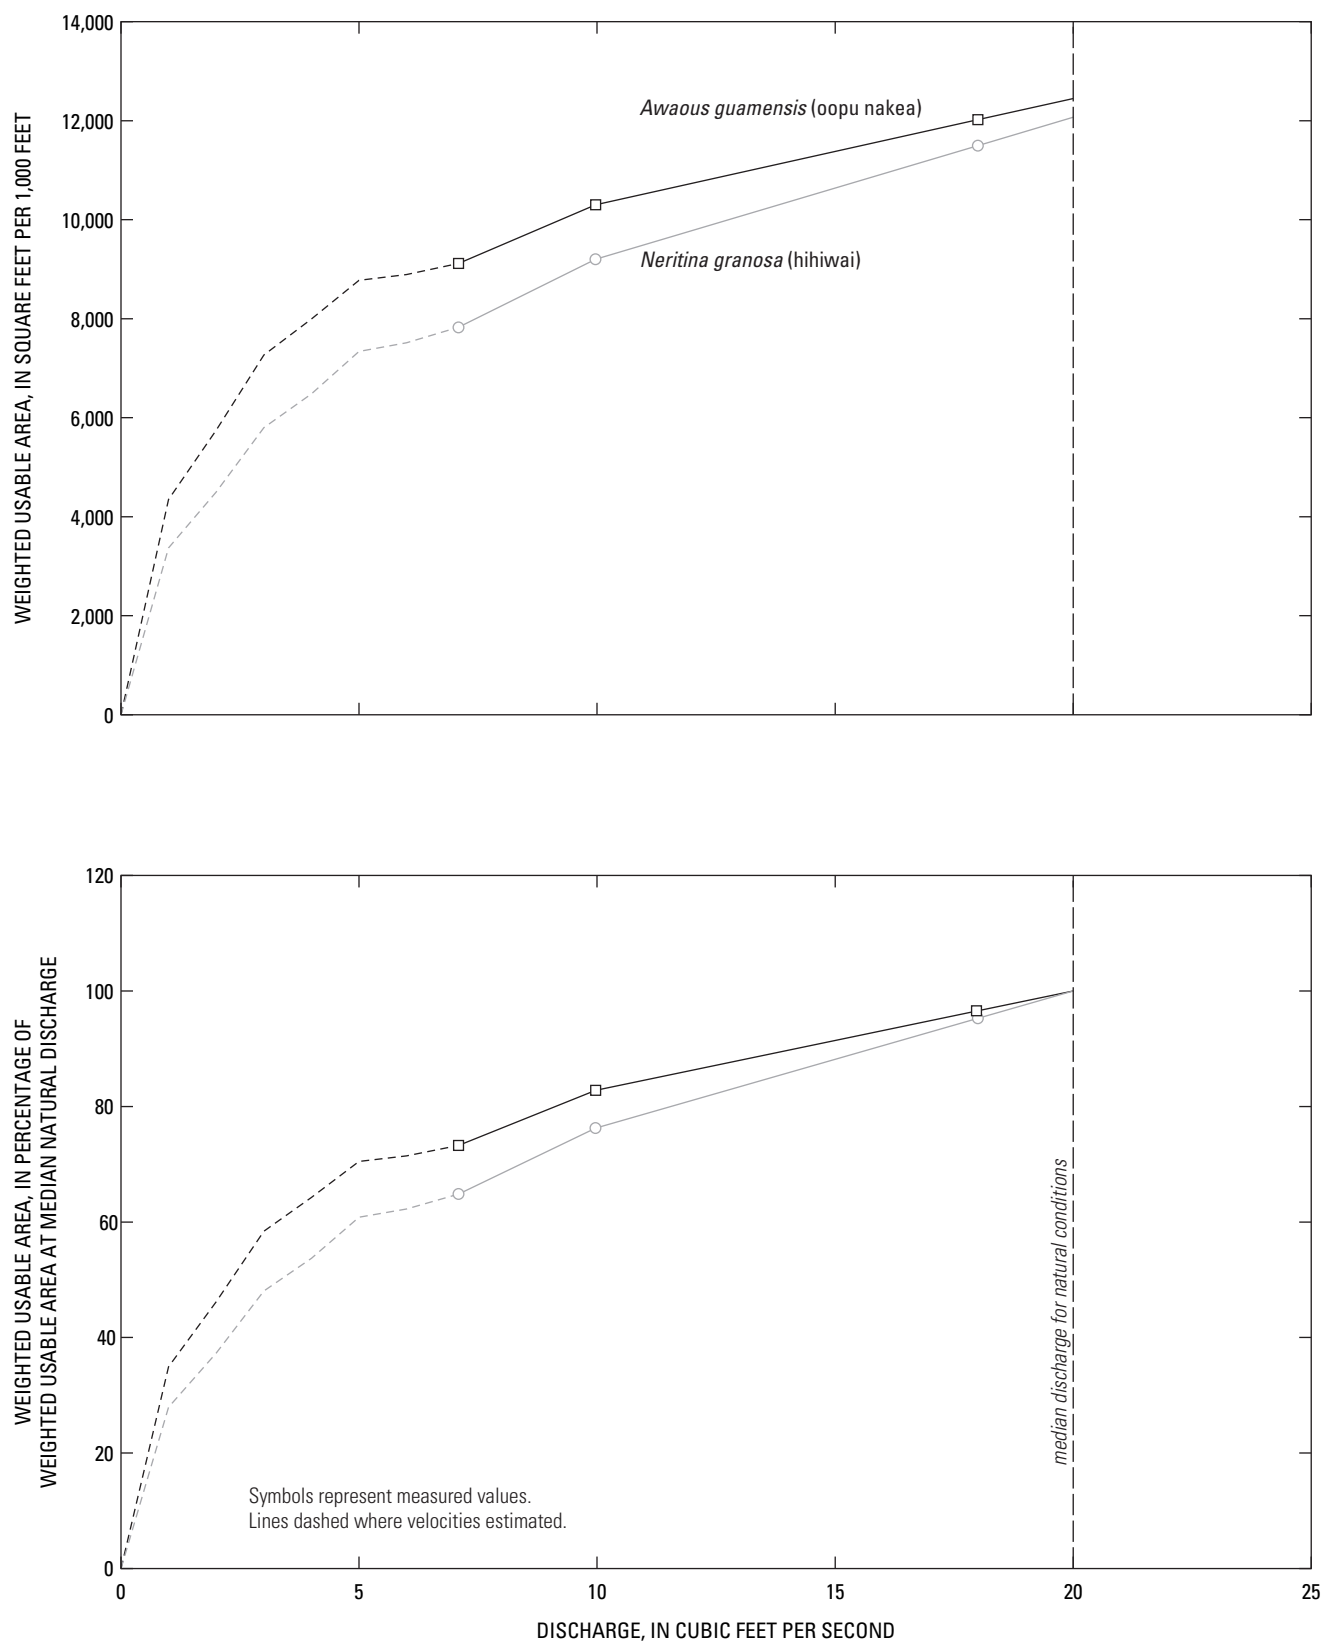 WEIGHTED USABLE AREA, IN SQUARE FEET PER 1,000 FEET
14,000
12,000
10,000
8,000
6,000
4,000
2,000
0
Awaous guamensis (oopu nakea)
Neritina granosa (hihiwai)
WEIGHTED USABLE AREA, IN PERCENTAGE OF
WEIGHTED USABLE AREA AT MEDIAN NATURAL DISCHARGE
120
100
80
60
40
20
0
median discharge for natural conditions
Symbols represent measured values.
Lines dashed where velocities estimated.
0 5 10 15 20 25
DISCHARGE, IN CUBIC FEET PER SECOND